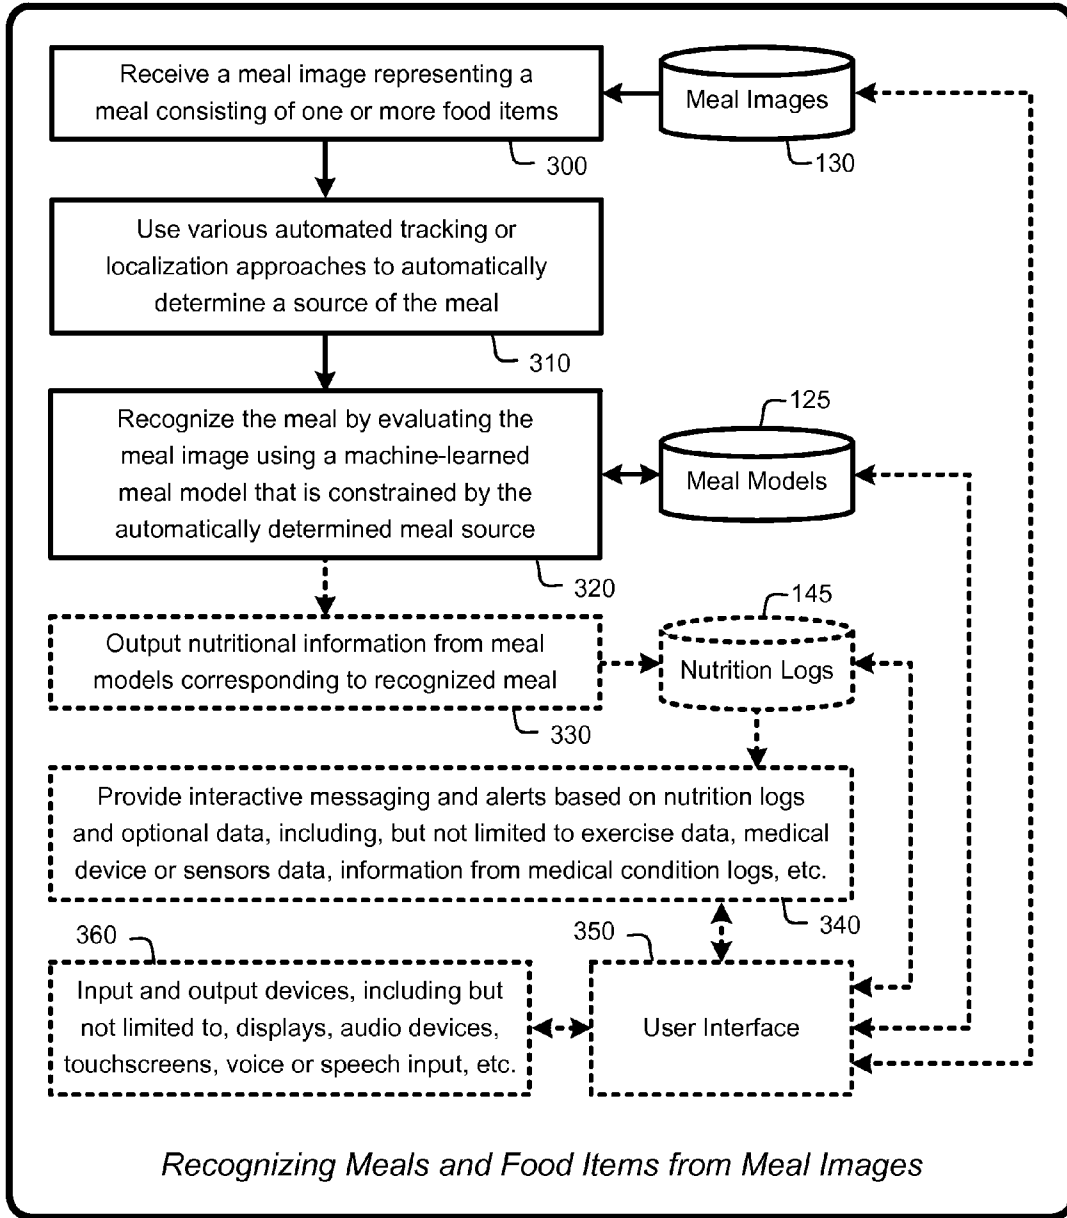 Receive a meal image representing a
meal consisting of one or more food items
300
Meal Images
130
Use various automated tracking or
localization approaches to automatically
determine a source of the meal
310
Recognize the meal by evaluating the
meal image using a machine-learned
meal model that is constrained by the
automatically determined meal source
320
125
Meal Models
Output nutritional information from meal
models corresponding to recognized meal
330
145
Nutrition Logs
Provide interactive messaging and alerts based on nutrition logs
and optional data, including, but not limited to exercise data, medical
device or sensors data, information from medical condition logs, etc.
340
360
Input and output devices, including but
not limited to, displays, audio devices,
touchscreens, voice or speech input, etc.
350
User Interface
Recognizing Meals and Food Items from Meal Images